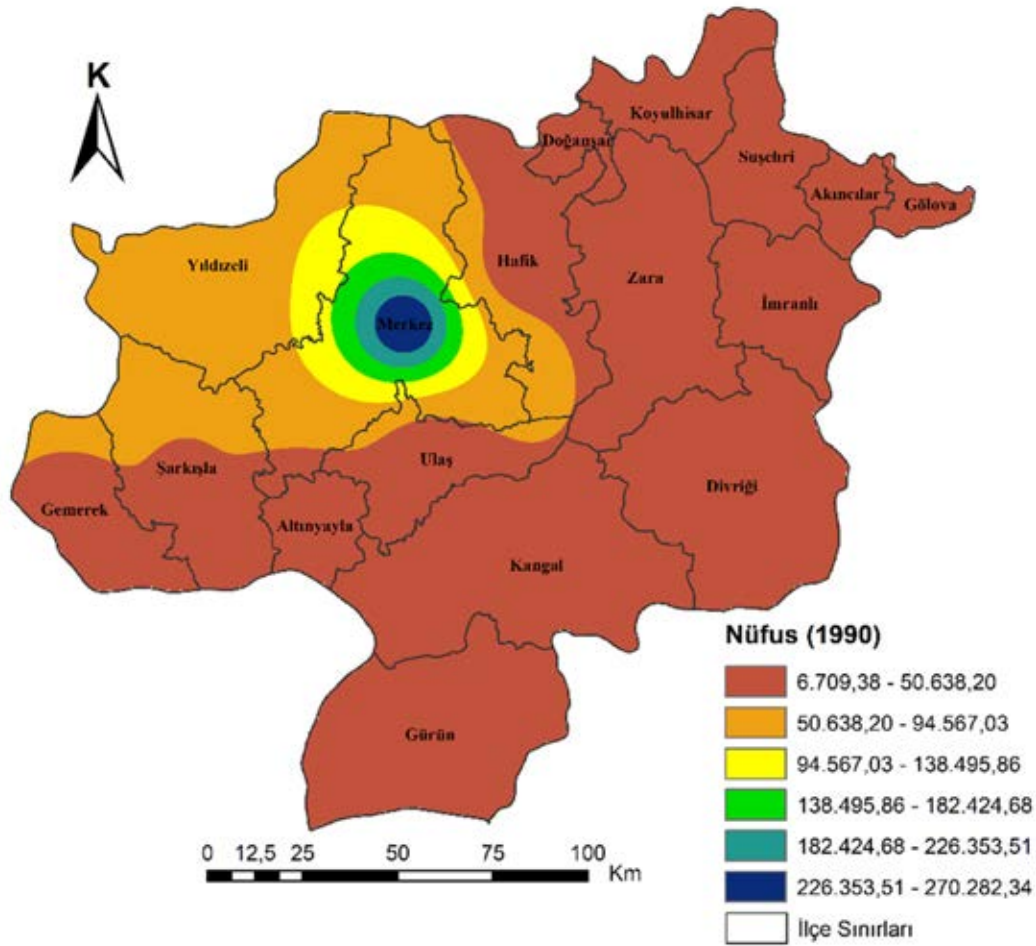 K
Koyulhisar
Doğanşar
Suşehri
Akıncılar
Gölova
Yıldızeli
Hafik
Zara
İmranlı
Merkez
Şarkışla
Ulaş
Divriği
Gemerek
Altınyayla
Kangal
Gürün
Nüfus (1990)
6.709,38 - 50.638,20
50.638,20 - 94.567,03
94.567,03 - 138.495,86
138.495,86 - 182.424,68
182.424,68 - 226.353,51
226.353,51 - 270.282,34
İlçe Sınırları
0 12,5 25 50 75 100
Km